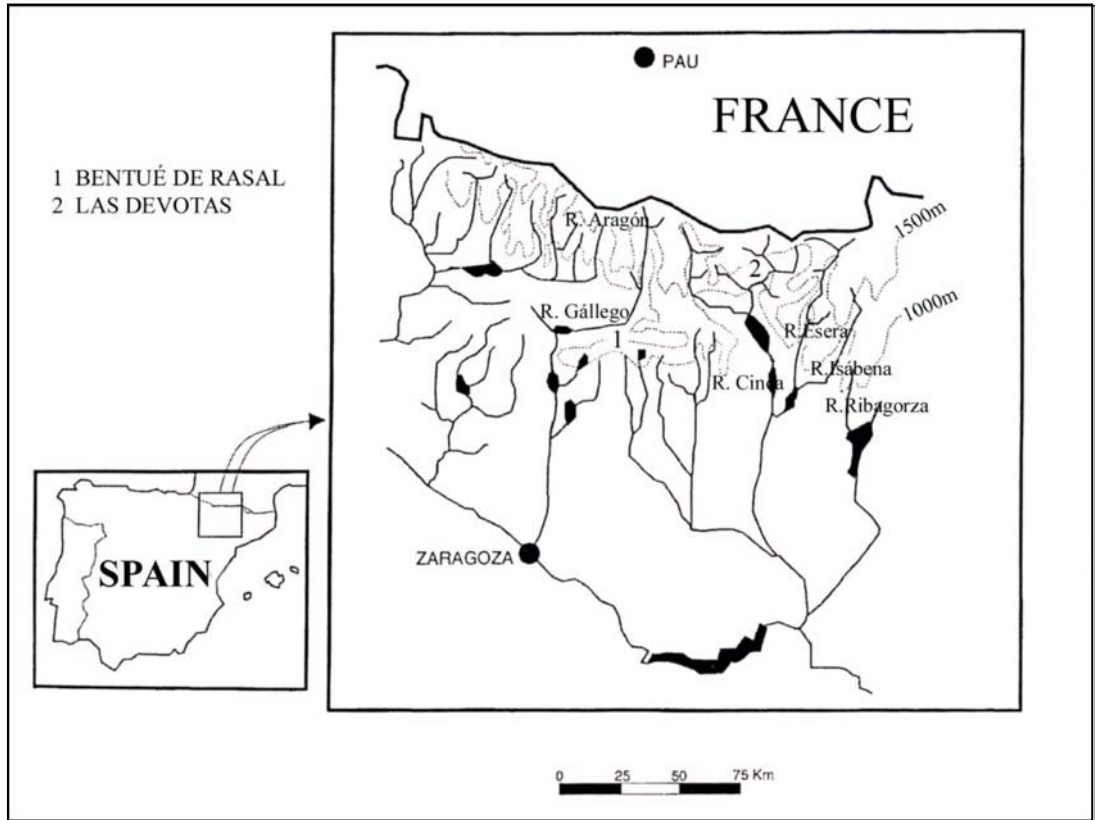 PAU
FRANCE
1 BENTUÉ DE RASAL
2 LAS DEVOTAS
1500m
R. Aragón
2
1000m
R. Gállego
1
R.Ésera
R.Isábena
R. Cinca
R.Ribagorza
SPAIN
ZARAGOZA
0 25 50 75 Km